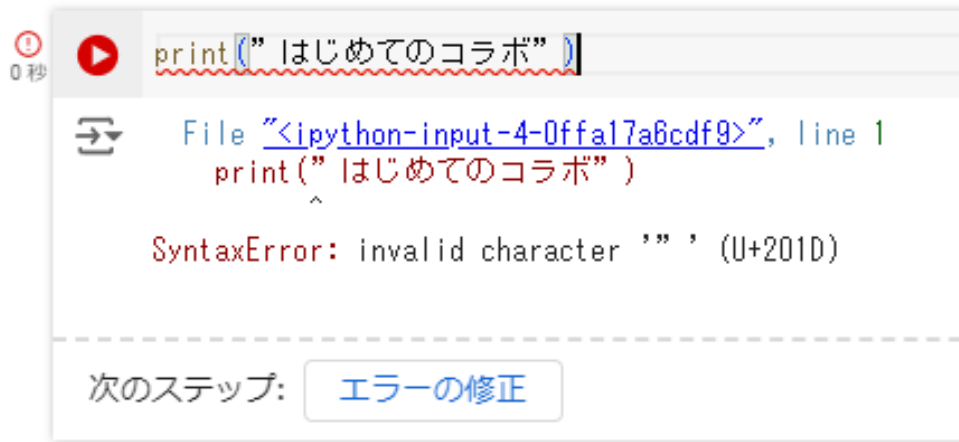 print(”はじめてのコラボ”)
0 秒
File "<ipython-input-4-0ffa17a6cdf9>", line 1
print(”はじめてのコラボ”)
^
SyntaxError: invalid character '”' (U+201D)
次のステップ: エラーの修正